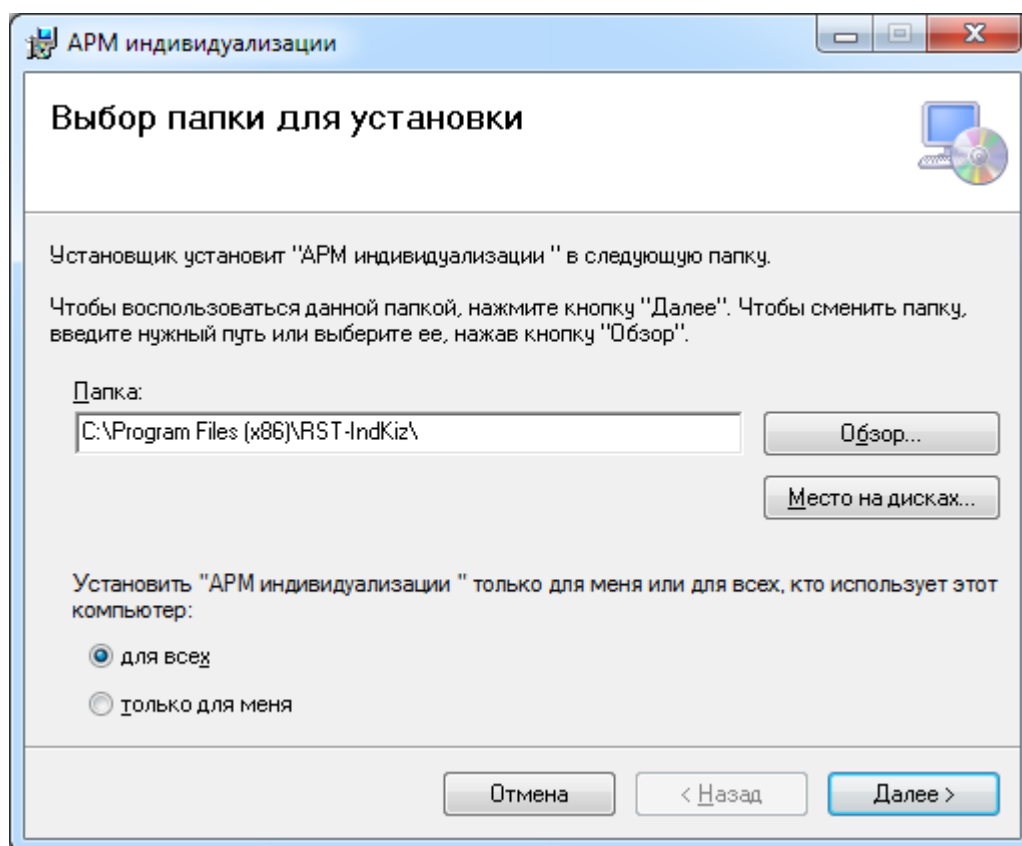 АРМ индивидуализации
Выбор папки для установки
Установщик установит "АРМ индивидуализации " в следующую папку.
Чтобы воспользоваться данной папкой, нажмите кнопку "Далее". Чтобы сменить папку,
введите нужный путь или выберите ее, нажав кнопку "Обзор".
Папка:
C:\Program Files (x86)\RST-IndKiz\
Обзор...
Место на дисках...
Установить "АРМ индивидуализации " только для меня или для всех, кто использует этот
компьютер:
для всех
только для меня
Отмена < Назад Далее >